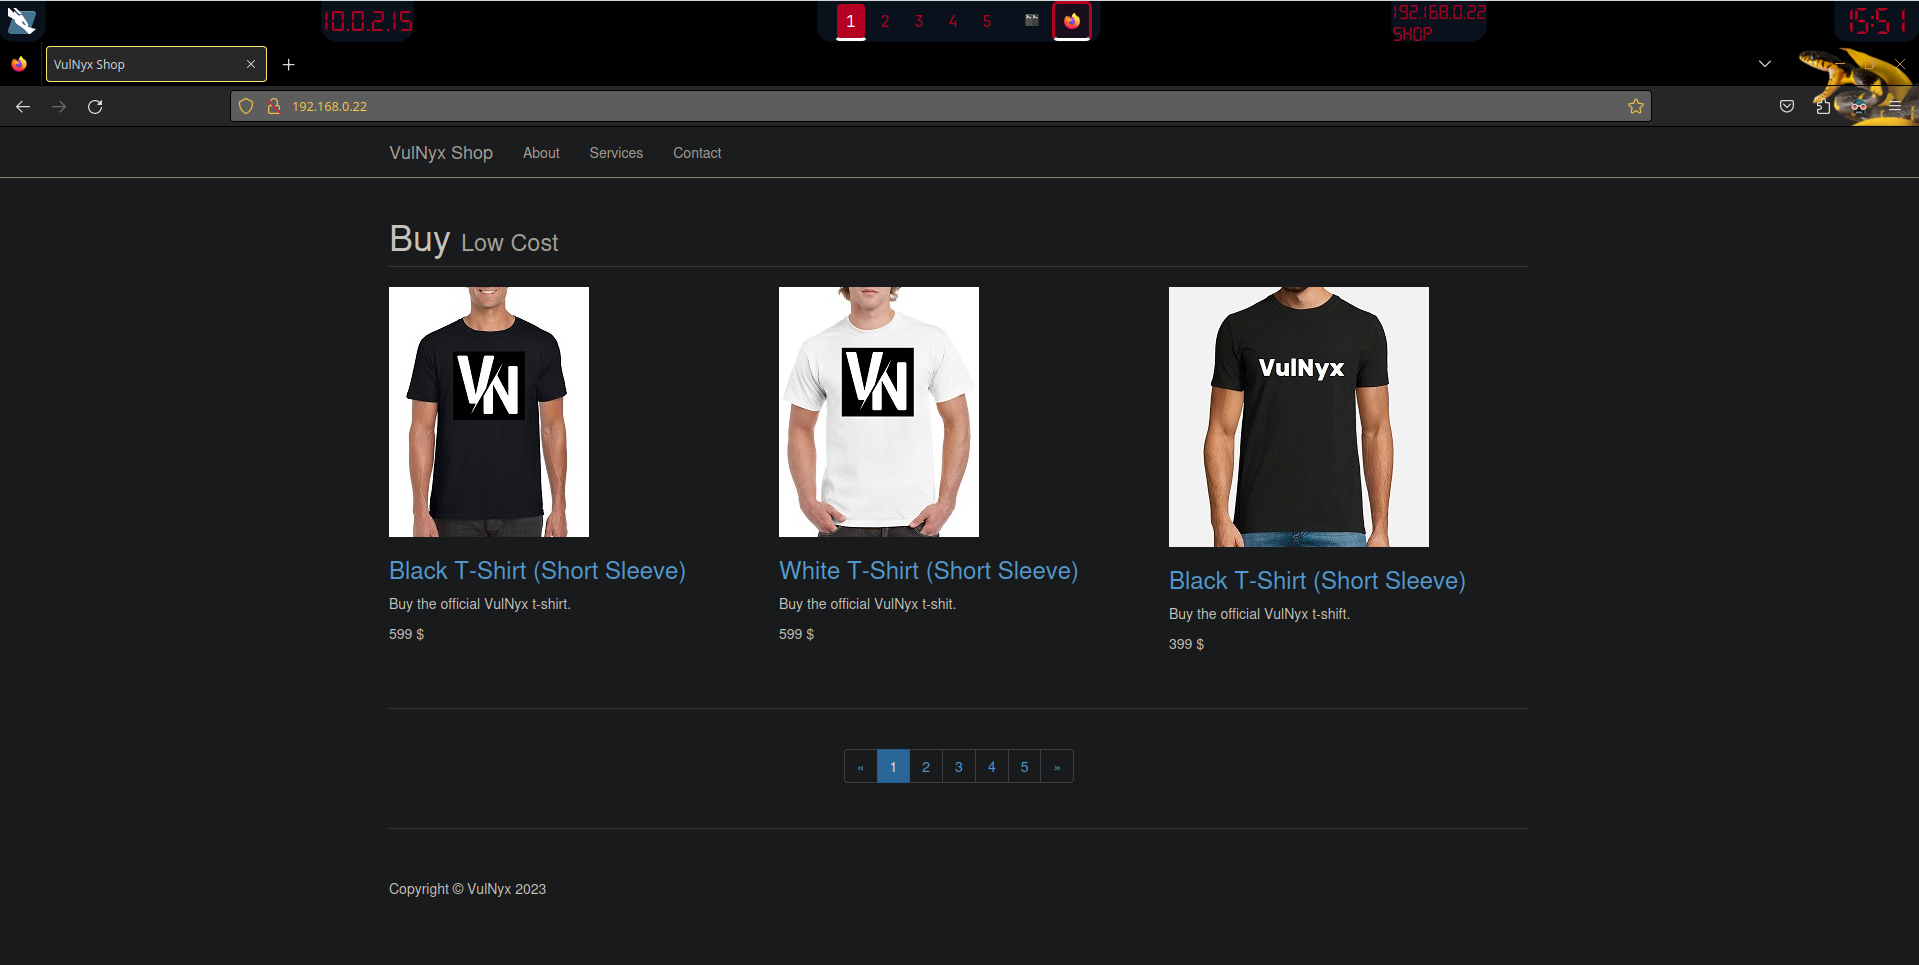 10.0.2.15
1 2 3 4 5
192.168.0.22
SHOP
15:51
VulNyx Shop
192.168.0.22
VulNyx Shop About Services Contact
Buy Low Cost
VN
VN
VulNyx
Black T-Shirt (Short Sleeve)
Buy the official VulNyx t-shirt.
599 $
White T-Shirt (Short Sleeve)
Buy the official VulNyx t-shit.
599 $
Black T-Shirt (Short Sleeve)
Buy the official VulNyx t-shift.
399 $
« 1 2 3 4 5 »
Copyright © VulNyx 2023